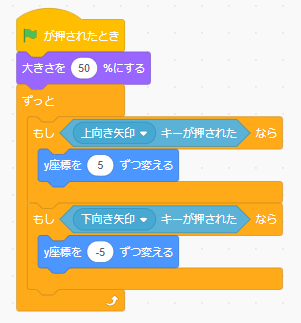 が押されたとき
大きさを 50 %にする
ずっと
もし 上向き矢印 キーが押された なら
y座標を 5 ずつ変える
もし 下向き矢印 キーが押された なら
y座標を -5 ずつ変える